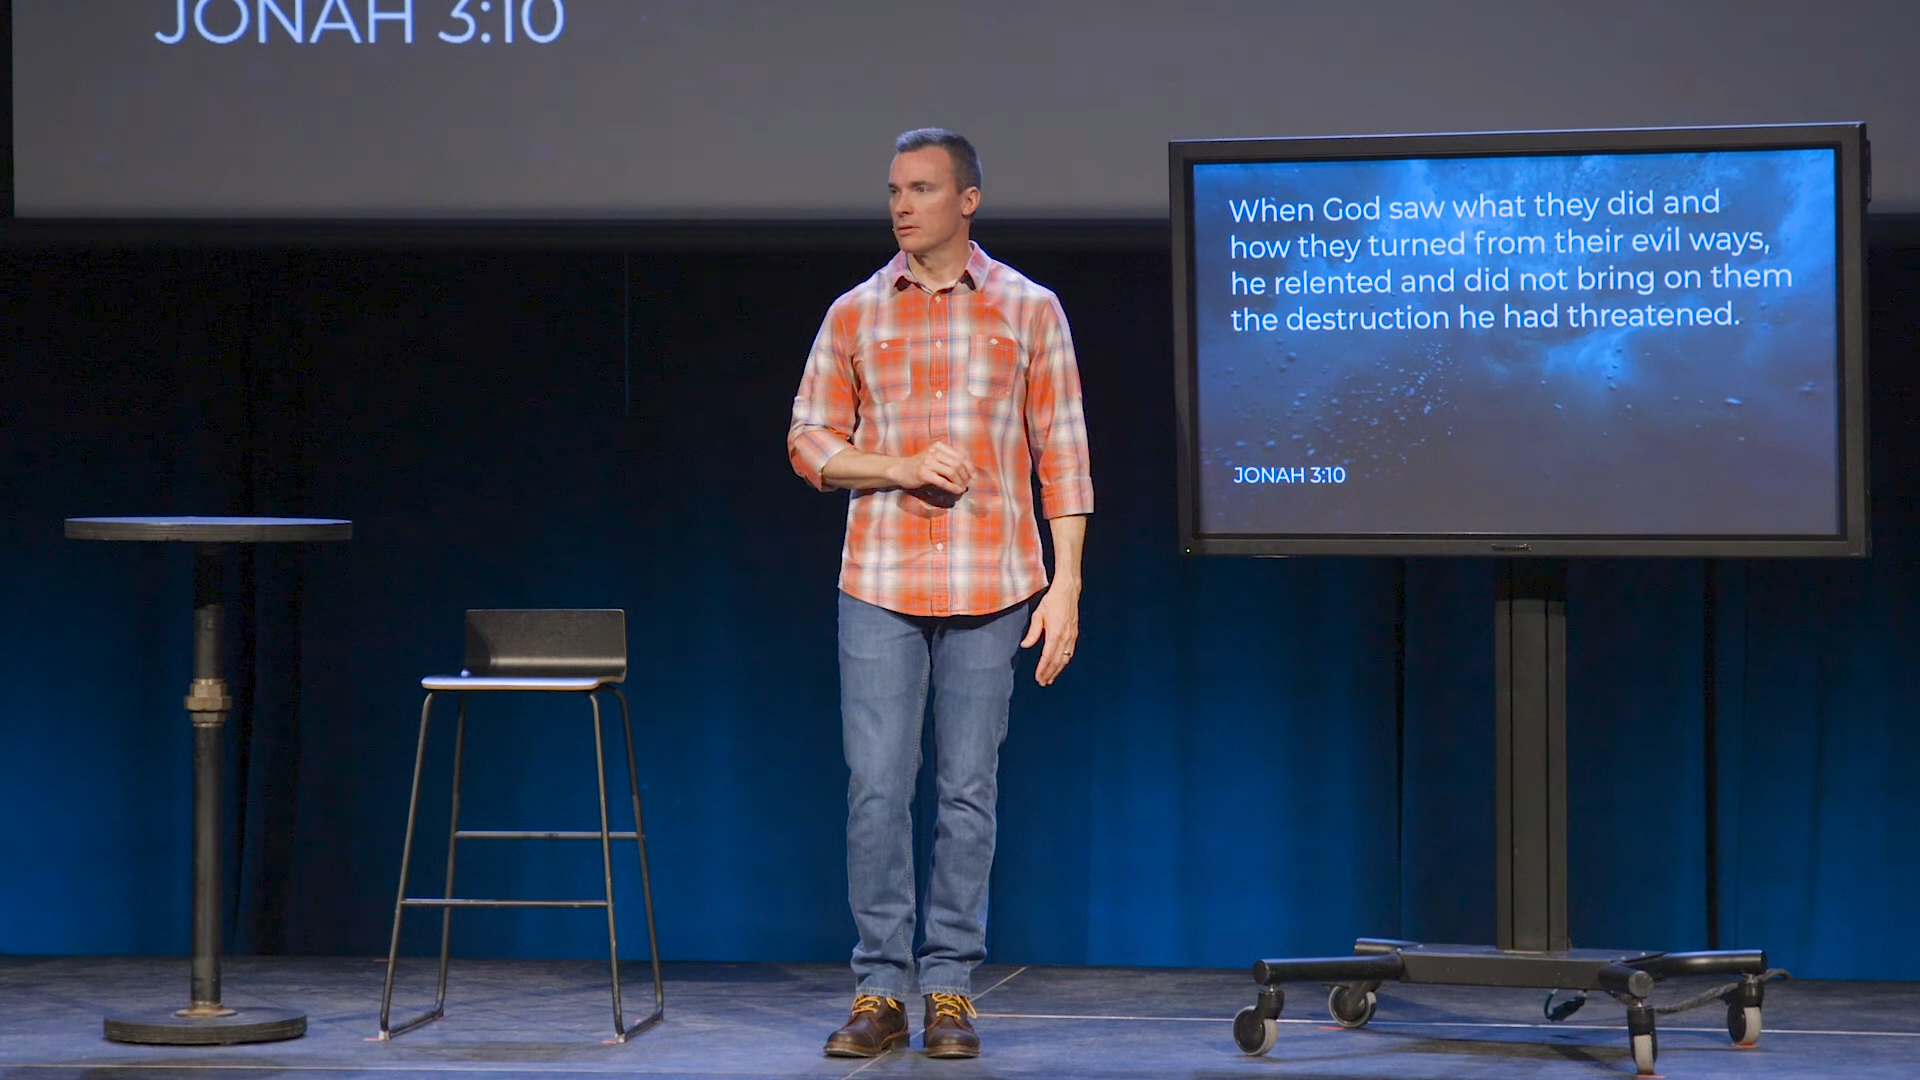 JONAH 3:10
When God saw what they did and
how they turned from their evil ways,
he relented and did not bring on them
the destruction he had threatened.
JONAH 3:10